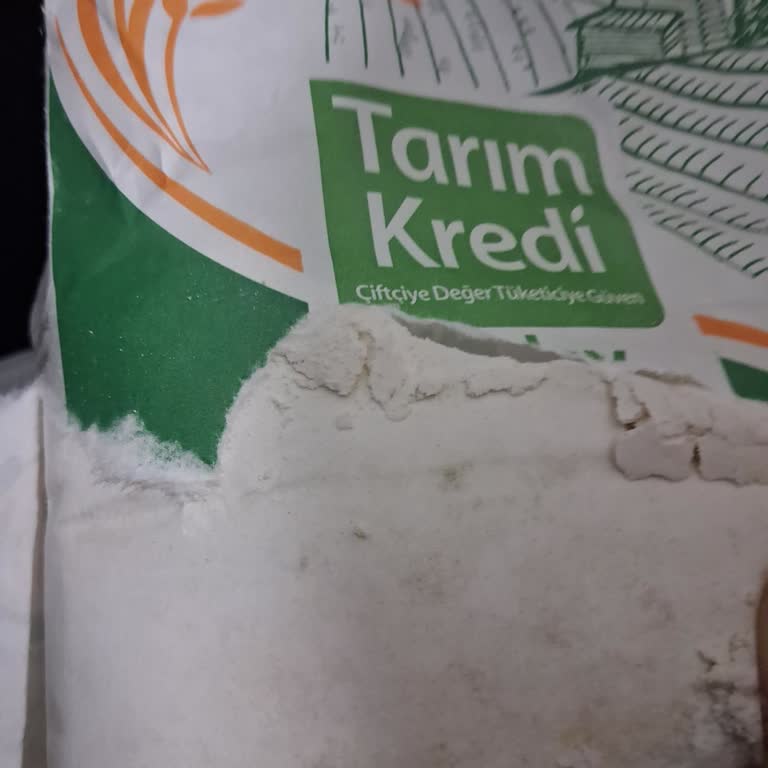 Tarım
Kredi
Çiftçiye Değer Tüketiciye Güven